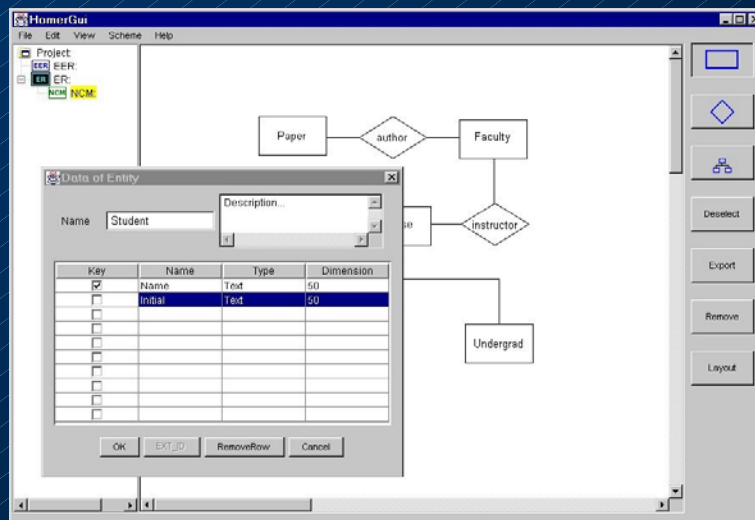 HomerGui
File Edit View Scheme Help
Project
EER EER:
ER ER:
NCM NCM:
Paper
author
Faculty
se
instructor
Undergrad
Data of Entity
Name Student
Description...
Key Name Type Dimension
Name Text 50
Initial Text 50
OK EXT_ID RemoveRow Cancel
Deselect
Export
Remove
Layout